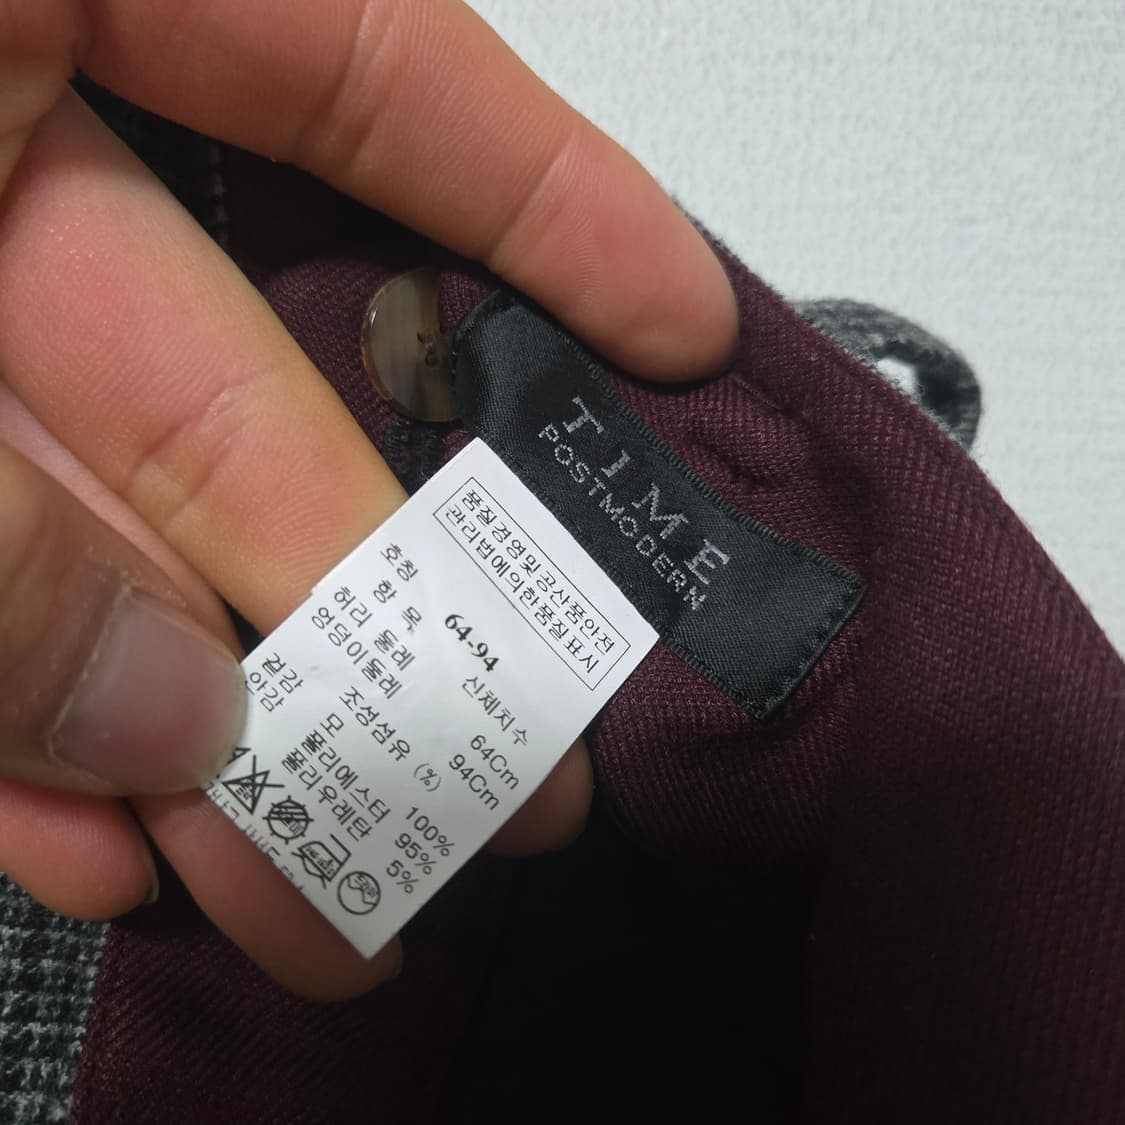 TIME
POSTMODERN
품질경영및공산품안전
관리법에의한품질표시
호칭 64-94
항 목 신체치수
허리 둘레 64Cm
엉덩이둘레 94Cm
조성섬유 (%)
겉감 모 100%
안감 폴리에스터 95%
폴리우레탄 5%